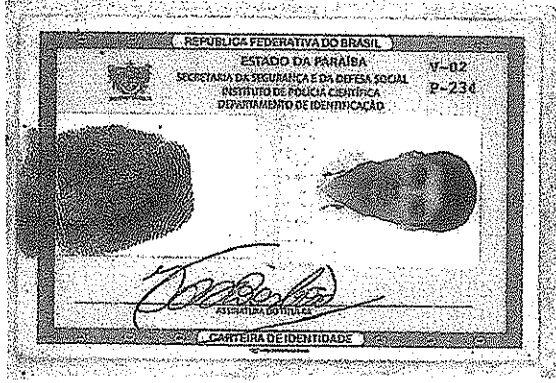 REPÚBLICA FEDERATIVA DO BRASIL
ESTADO DA PARAÍBA
V-02
SECRETARIA DA SEGURANÇA E DA DEFESA SOCIAL
INSTITUTO DE POLICIA CIENTÍFICA
P-234
DEPARTAMENTO DE IDENTIFICAÇÃO
ASSINATURA DO TITULAR
CARTEIRA DE IDENTIDADE